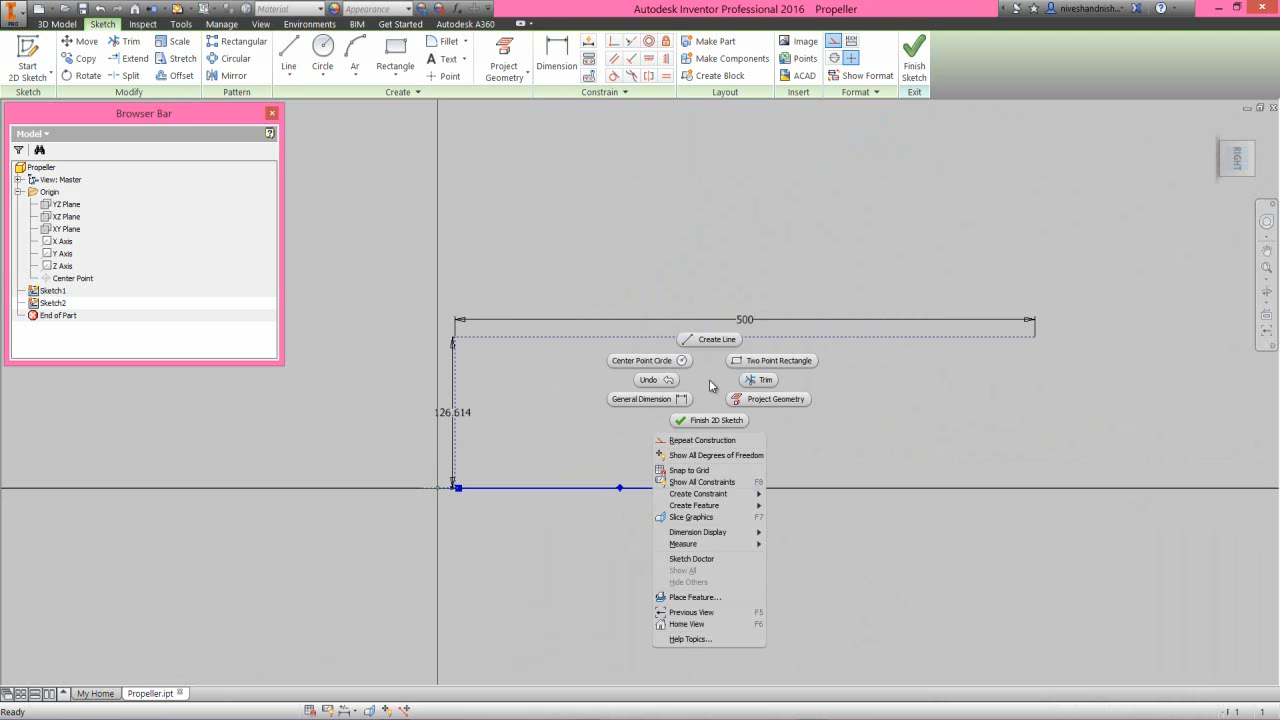 Material
Appearance
Autodesk Inventor Professional 2016 Propeller
niveshandnish...
PRO
3D Model Sketch Inspect Tools Manage View Environments BIM Get Started Autodesk A360
Start
2D Sketch
Move Trim Scale
Copy Extend Stretch
Rotate Split Offset
Rectangular
Circular
Mirror
Line Circle Arc Rectangle
Fillet
Text
Point
Project
Geometry
Dimension
Make Part
Make Components
Create Block
Image
Points
ACAD
Show Format
Finish
Sketch
Sketch Modify Pattern Create Constrain Layout Insert Format Exit
Browser Bar
Model
Propeller
View: Master
Origin
YZ Plane
XZ Plane
XY Plane
X Axis
Y Axis
Z Axis
Center Point
Sketch1
Sketch2
End of Part
RIGHT
500
126.614
Create Line
Center Point Circle Two Point Rectangle
Undo Trim
General Dimension Project Geometry
Finish 2D Sketch
Repeat Construction
Show All Degrees of Freedom
Snap to Grid
Show All Constraints F8
Create Constraint
Create Feature
Slice Graphics F7
Dimension Display
Measure
Sketch Doctor
Show All
Hide Others
Place Feature...
Previous View F5
Home View F6
Help Topics...
My Home Propeller.ipt
Ready 1 1